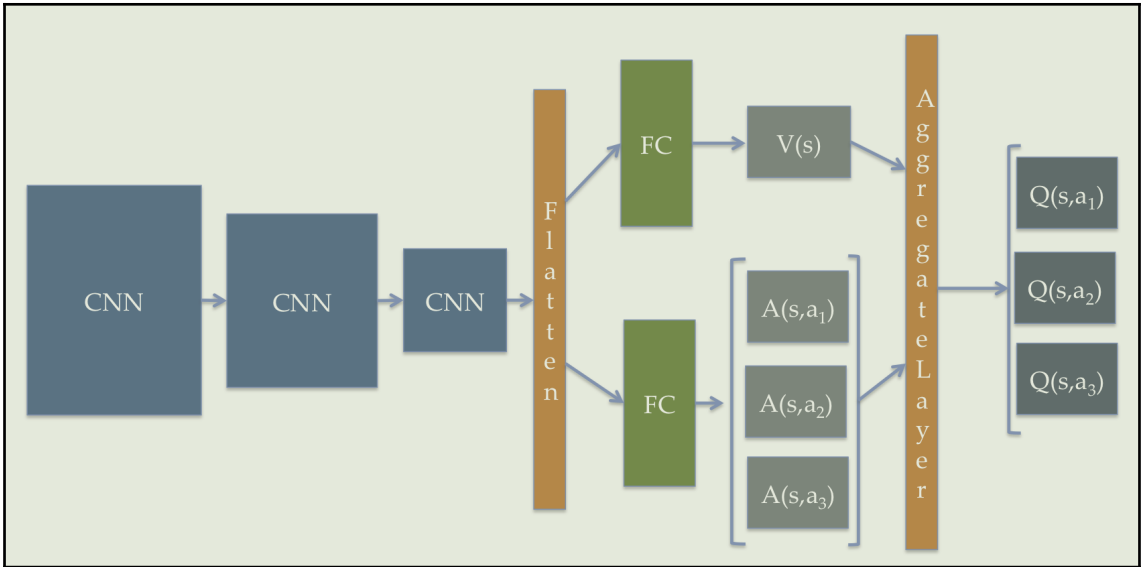 CNN
CNN
CNN
Flatten
FC
V(s)
FC
A(s,a₁)
A(s,a₂)
A(s,a₃)
AggregateLayer
Q(s,a₁)
Q(s,a₂)
Q(s,a₃)